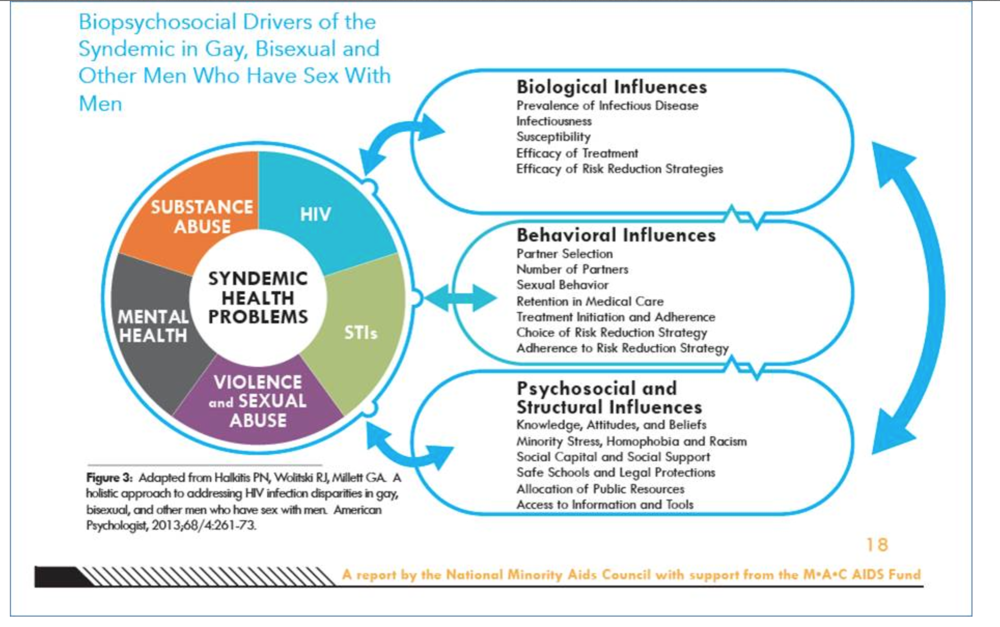 Biopsychosocial Drivers of the
Syndemic in Gay, Bisexual and
Other Men Who Have Sex With
Men
SUBSTANCE
ABUSE
HIV
MENTAL
HEALTH
SYNDEMIC
HEALTH
PROBLEMS
STIs
VIOLENCE
and SEXUAL
ABUSE
Biological Influences
Prevalence of Infectious Disease
Infectiousness
Susceptibility
Efficacy of Treatment
Efficacy of Risk Reduction Strategies
Behavioral Influences
Partner Selection
Number of Partners
Sexual Behavior
Retention in Medical Care
Treatment Initiation and Adherence
Choice of Risk Reduction Strategy
Adherence to Risk Reduction Strategy
Psychosocial and
Structural Influences
Knowledge, Attitudes, and Beliefs
Minority Stress, Homophobia and Racism
Social Capital and Social Support
Safe Schools and Legal Protections
Allocation of Public Resources
Access to Information and Tools
Figure 3: Adapted from Halkitis PN, Wolitski RJ, Millett GA. A
holistic approach to addressing HIV infection disparities in gay,
bisexual, and other men who have sex with men. American
Psychologist, 2013;68/4:261-73.
18
A report by the National Minority Aids Council with support from the M•A•C AIDS Fund